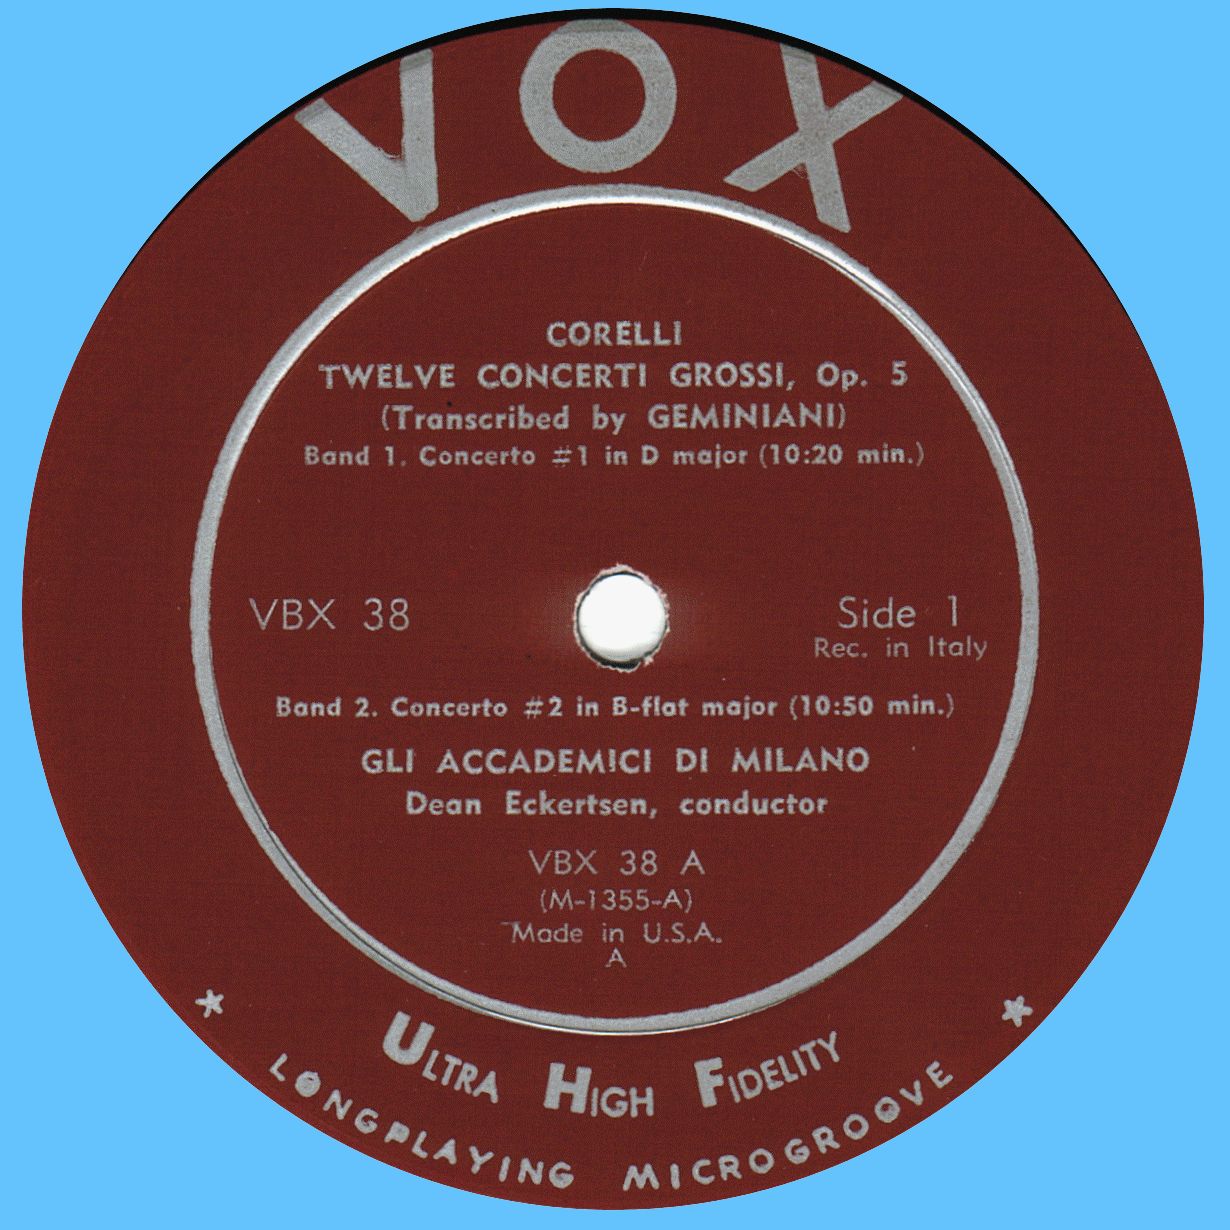 VOX
CORELLI
TWELVE CONCERTI GROSSI, Op. 5
(Transcribed by GEMINIANI)
Band 1. Concerto #1 in D major (10:20 min.)
VBX 38
Side 1
Rec. in Italy
Band 2. Concerto #2 in B-flat major (10:50 min.)
GLI ACCADEMICI DI MILANO
Dean Eckertsen, conductor
VBX 38 A
(M-1355-A)
Made in U.S.A.
A
ULTRA HIGH FIDELITY
LONGPLAYING MICROGROOVE